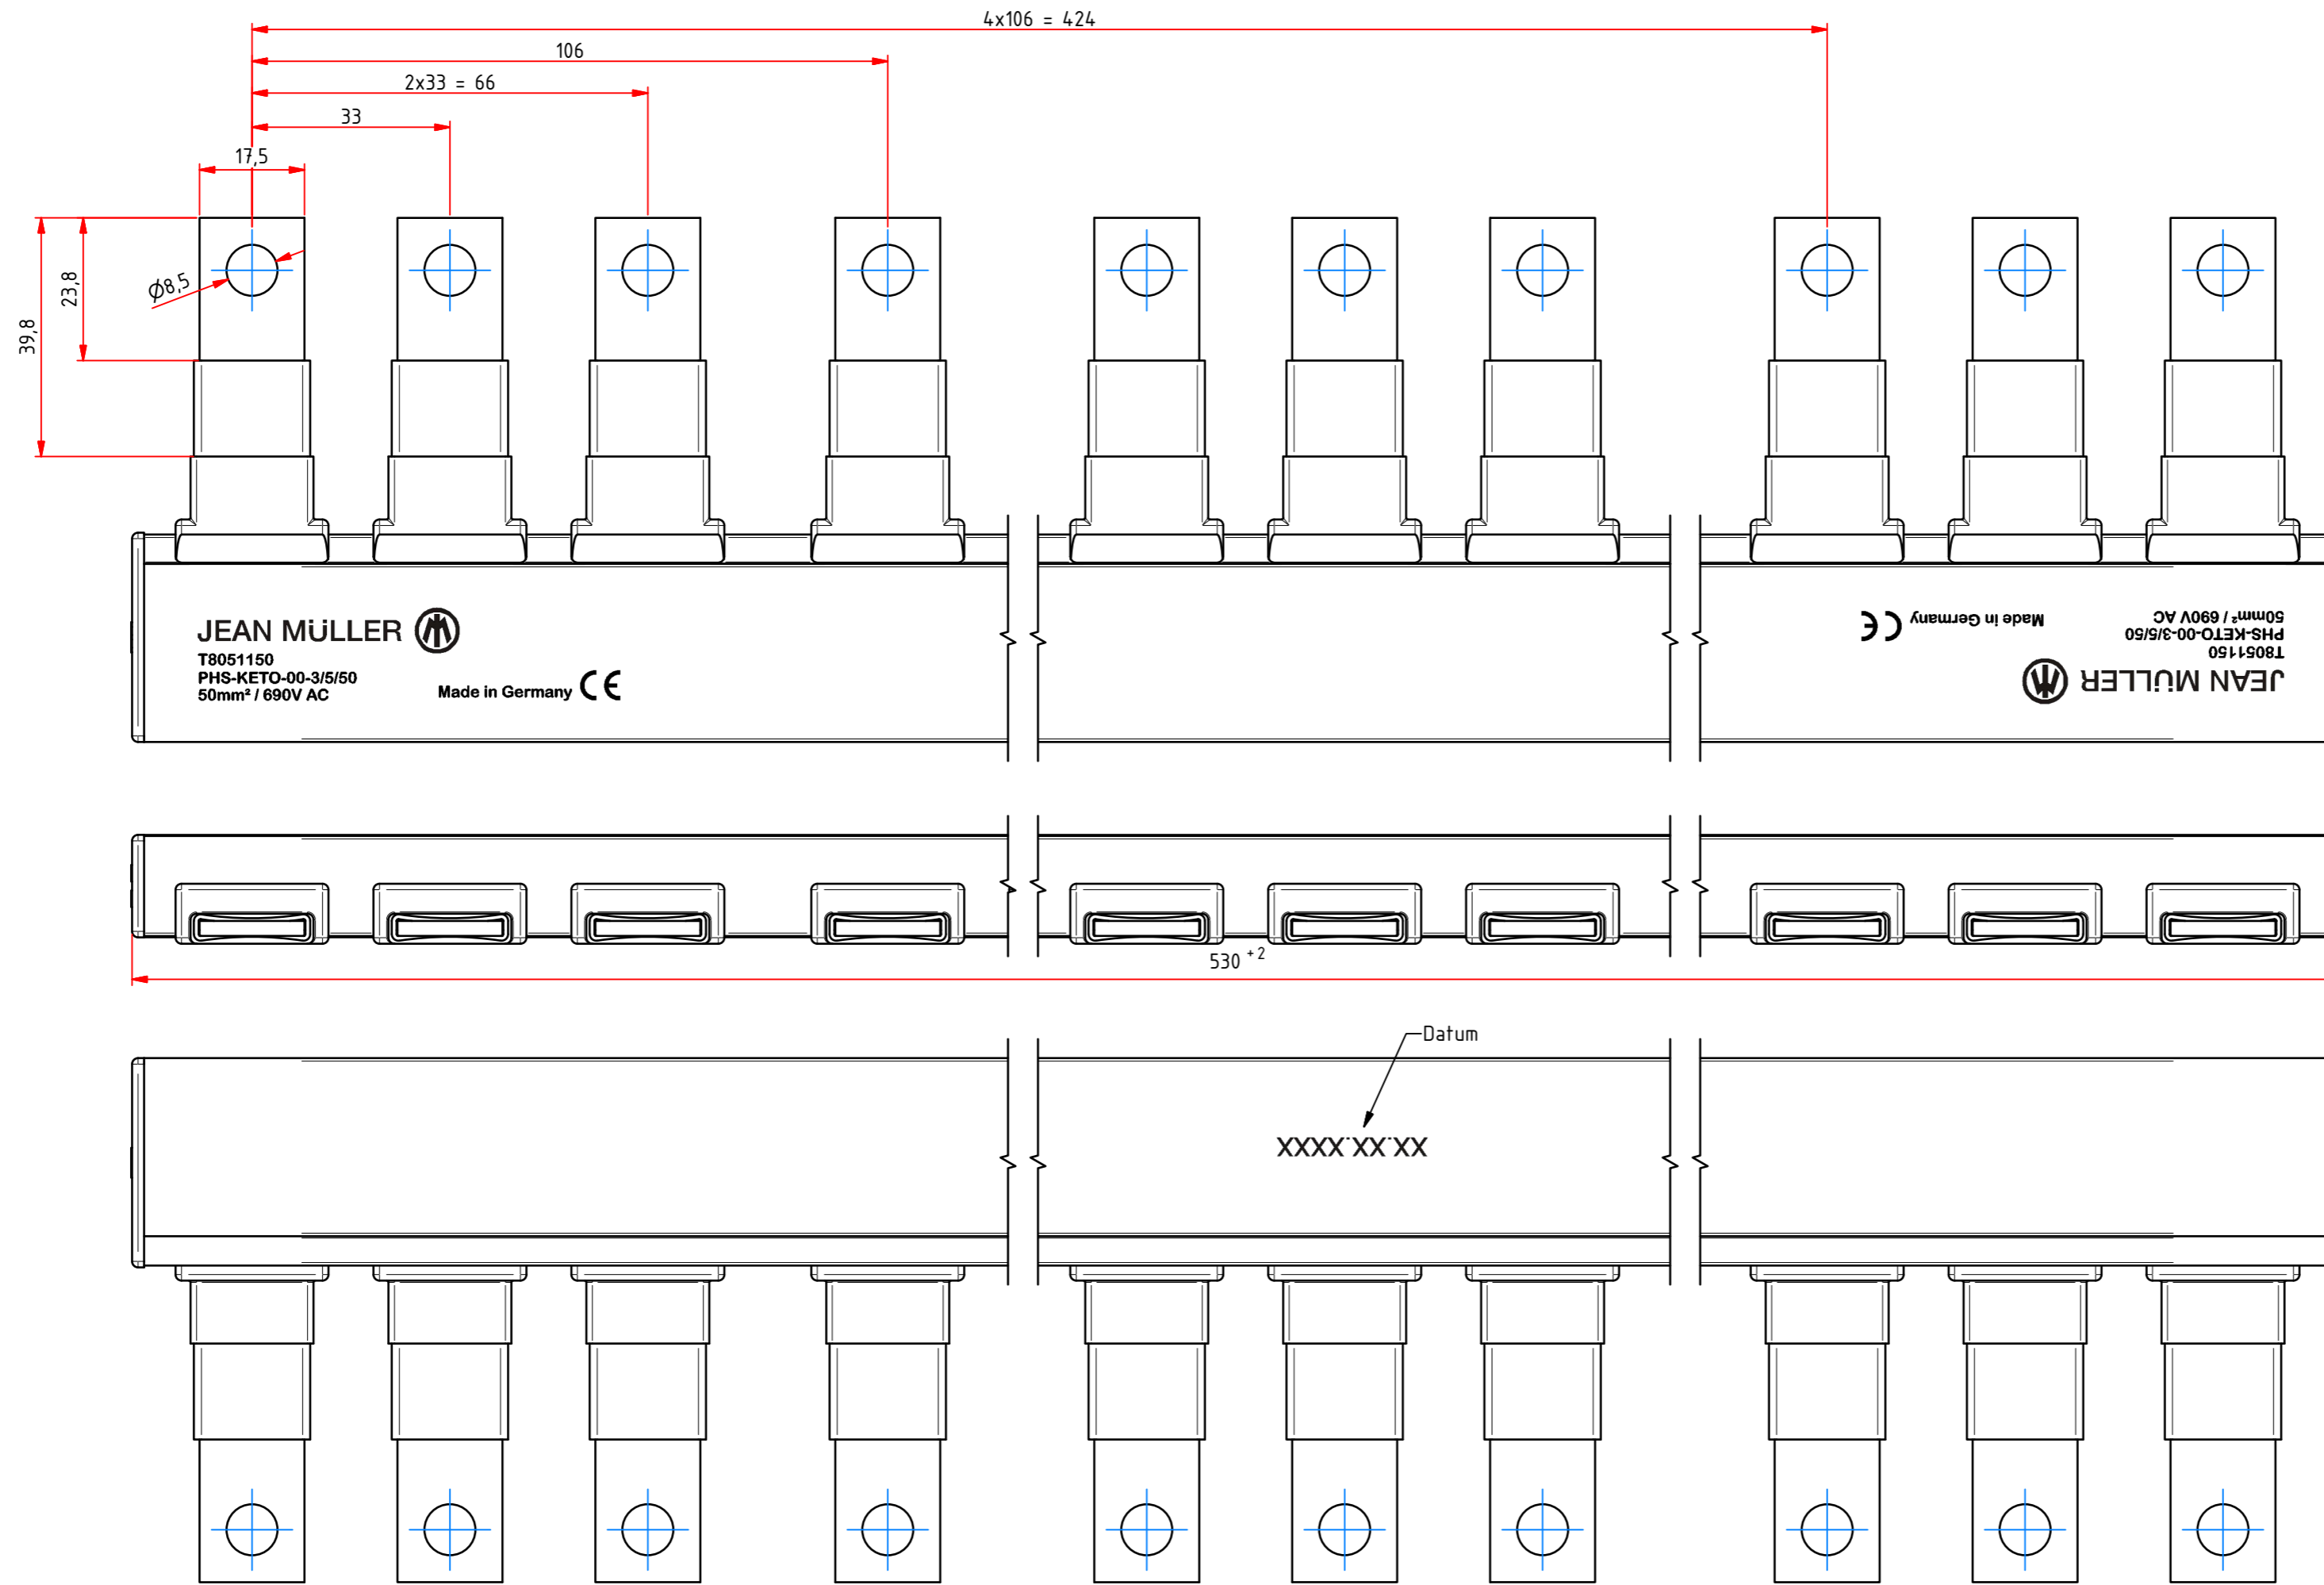 4x106 = 424
106
2x33 = 66
33
17,5
Ø8,5
23,8
39,8
JEAN MÜLLER
T8051150
PHS-KETO-00-3/5/50
50mm² / 690V AC
Made in Germany CE
JEAN MÜLLER
T8051150
PHS-KETO-00-3/5/50
50mm² / 690V AC
Made in Germany CE
530 +2
Datum
XXXX.XX.XX